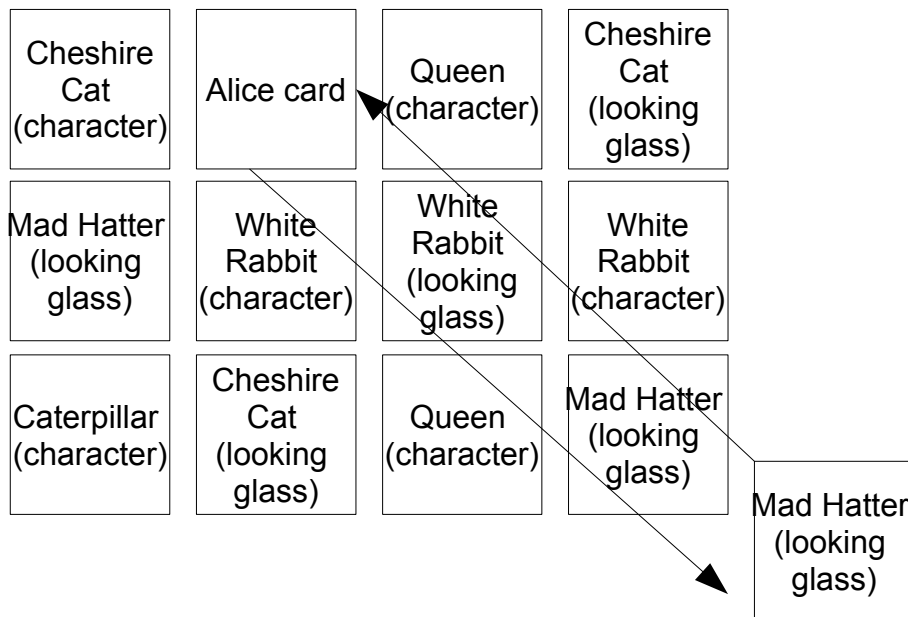 Cheshire
Cat
(character)
Alice card
Queen
(character)
Cheshire
Cat
(looking
glass)
Mad Hatter
(looking
glass)
White
Rabbit
(character)
White
Rabbit
(looking
glass)
White
Rabbit
(character)
Caterpillar
(character)
Cheshire
Cat
(looking
glass)
Queen
(character)
Mad Hatter
(looking
glass)
Mad Hatter
(looking
glass)